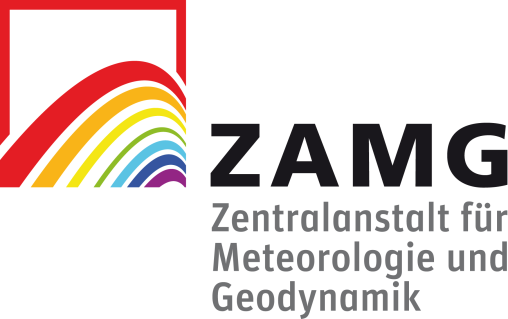 ZAMG
Zentralanstalt für
Meteorologie und
Geodynamik